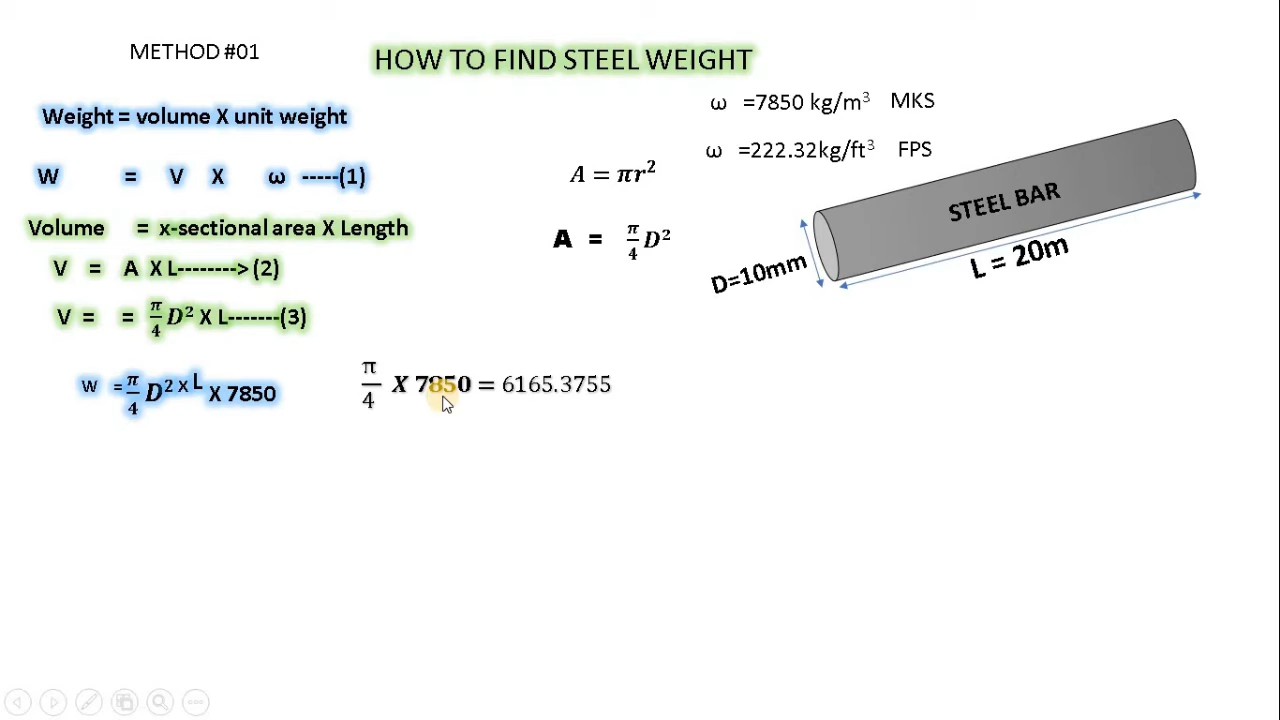 METHOD #01
HOW TO FIND STEEL WEIGHT
Weight = volume X unit weight
W = V X ω -----(1)
Volume = x-sectional area X Length
V = A X L--------> (2)
V = = π/4 D² X L-------(3)
W = π/4 D² X L X 7850
π/4 X 7850 = 6165.3755
A = πr²
A = π/4 D²
ω =7850 kg/m³ MKS
ω =222.32kg/ft³ FPS
STEEL BAR
D=10mm
L = 20m